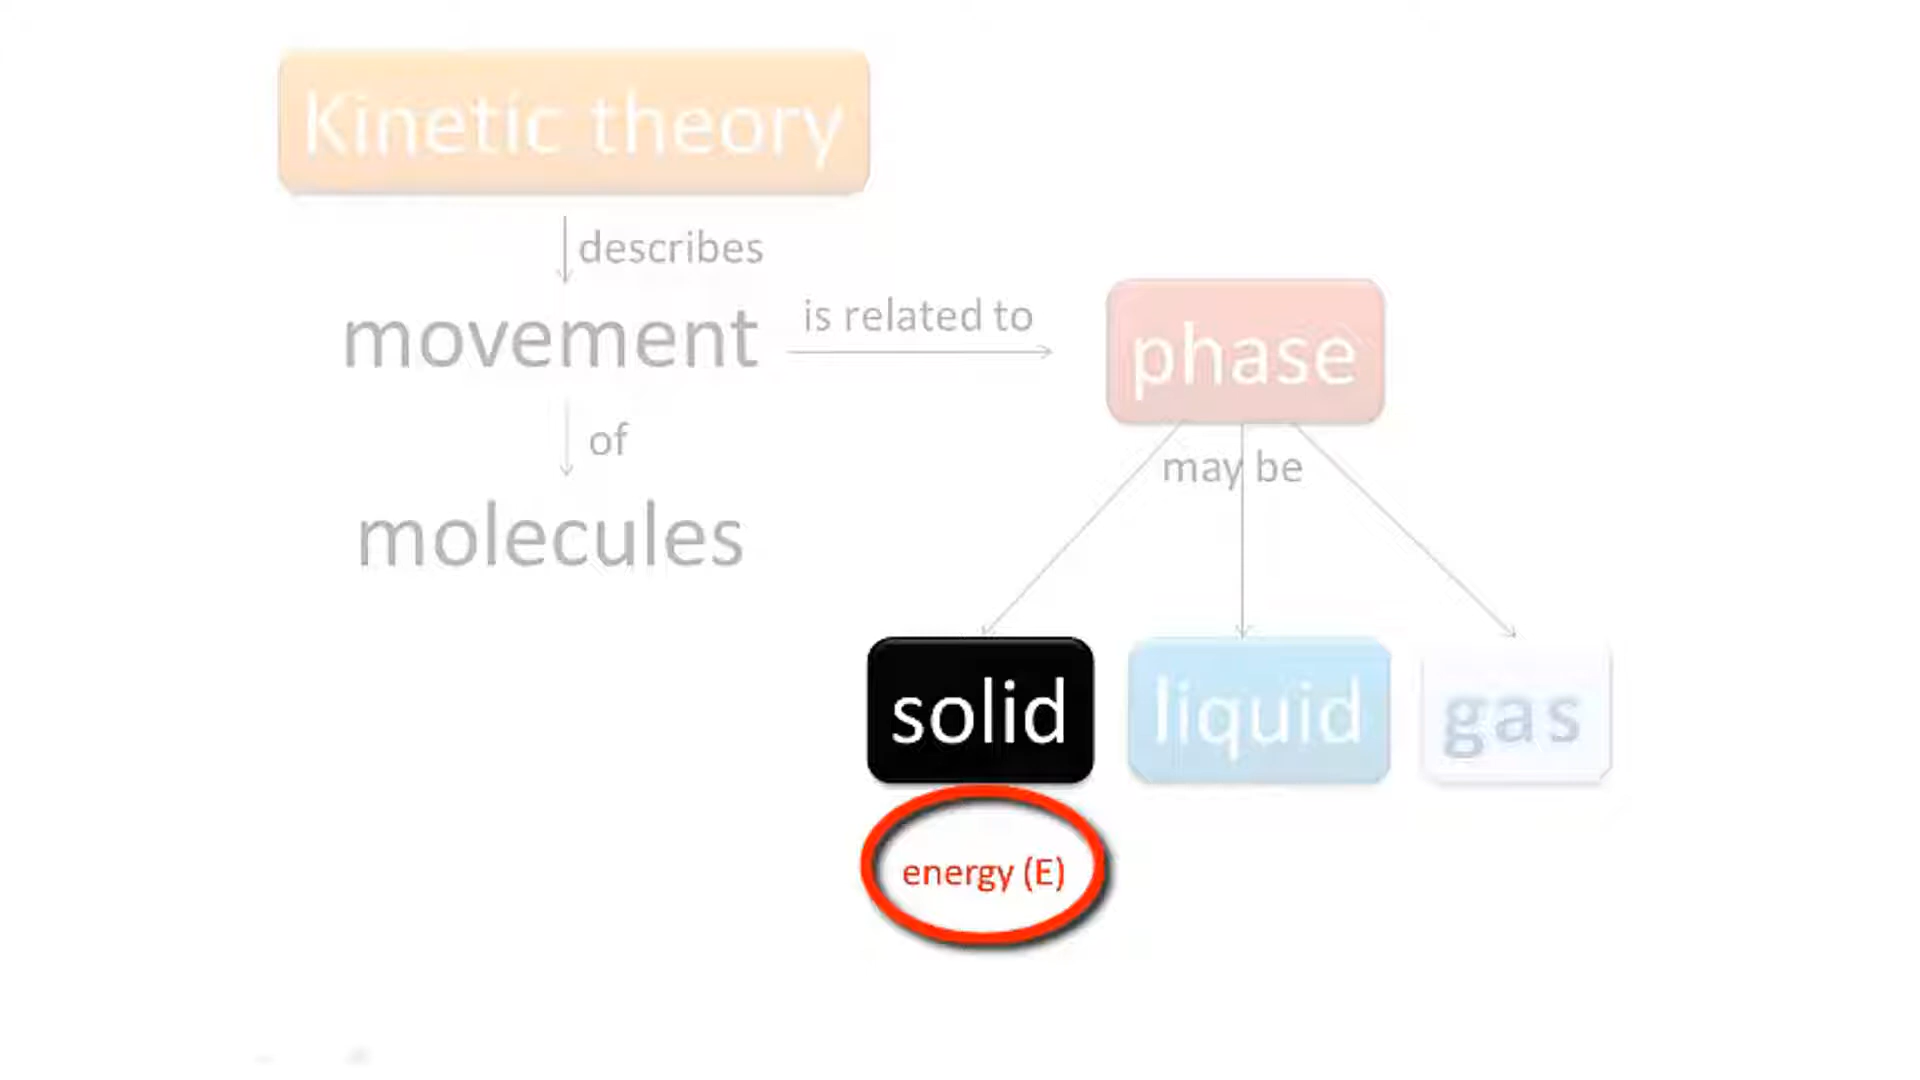 Kinetic theory
describes
movement
is related to
phase
of
may be
molecules
solid
liquid
gas
energy (E)